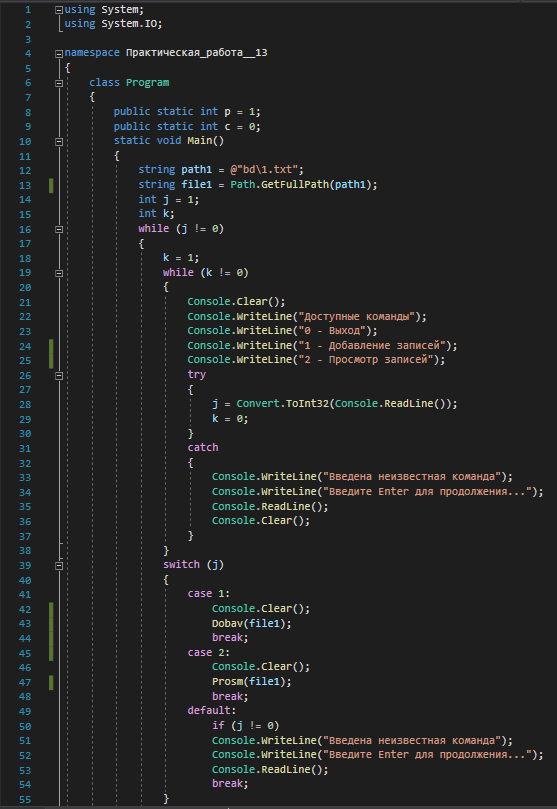 1 using System;
2 using System.IO;
3
4 namespace Практическая_работа__13
5 {
6 class Program
7 {
8 public static int p = 1;
9 public static int c = 0;
10 static void Main()
11 {
12 string path1 = @"bd\1.txt";
13 string file1 = Path.GetFullPath(path1);
14 int j = 1;
15 int k;
16 while (j != 0)
17 {
18 k = 1;
19 while (k != 0)
20 {
21 Console.Clear();
22 Console.WriteLine("Доступные команды");
23 Console.WriteLine("0 - Выход");
24 Console.WriteLine("1 - Добавление записей");
25 Console.WriteLine("2 - Просмотр записей");
26 try
27 {
28 j = Convert.ToInt32(Console.ReadLine());
29 k = 0;
30 }
31 catch
32 {
33 Console.WriteLine("Введена неизвестная команда");
34 Console.WriteLine("Введите Enter для продолжения...");
35 Console.ReadLine();
36 Console.Clear();
37 }
38 }
39 switch (j)
40 {
41 case 1:
42 Console.Clear();
43 Dobav(file1);
44 break;
45 case 2:
46 Console.Clear();
47 Prosm(file1);
48 break;
49 default:
50 if (j != 0)
51 Console.WriteLine("Введена неизвестная команда");
52 Console.WriteLine("Введите Enter для продолжения...");
53 Console.ReadLine();
54 break;
55 }